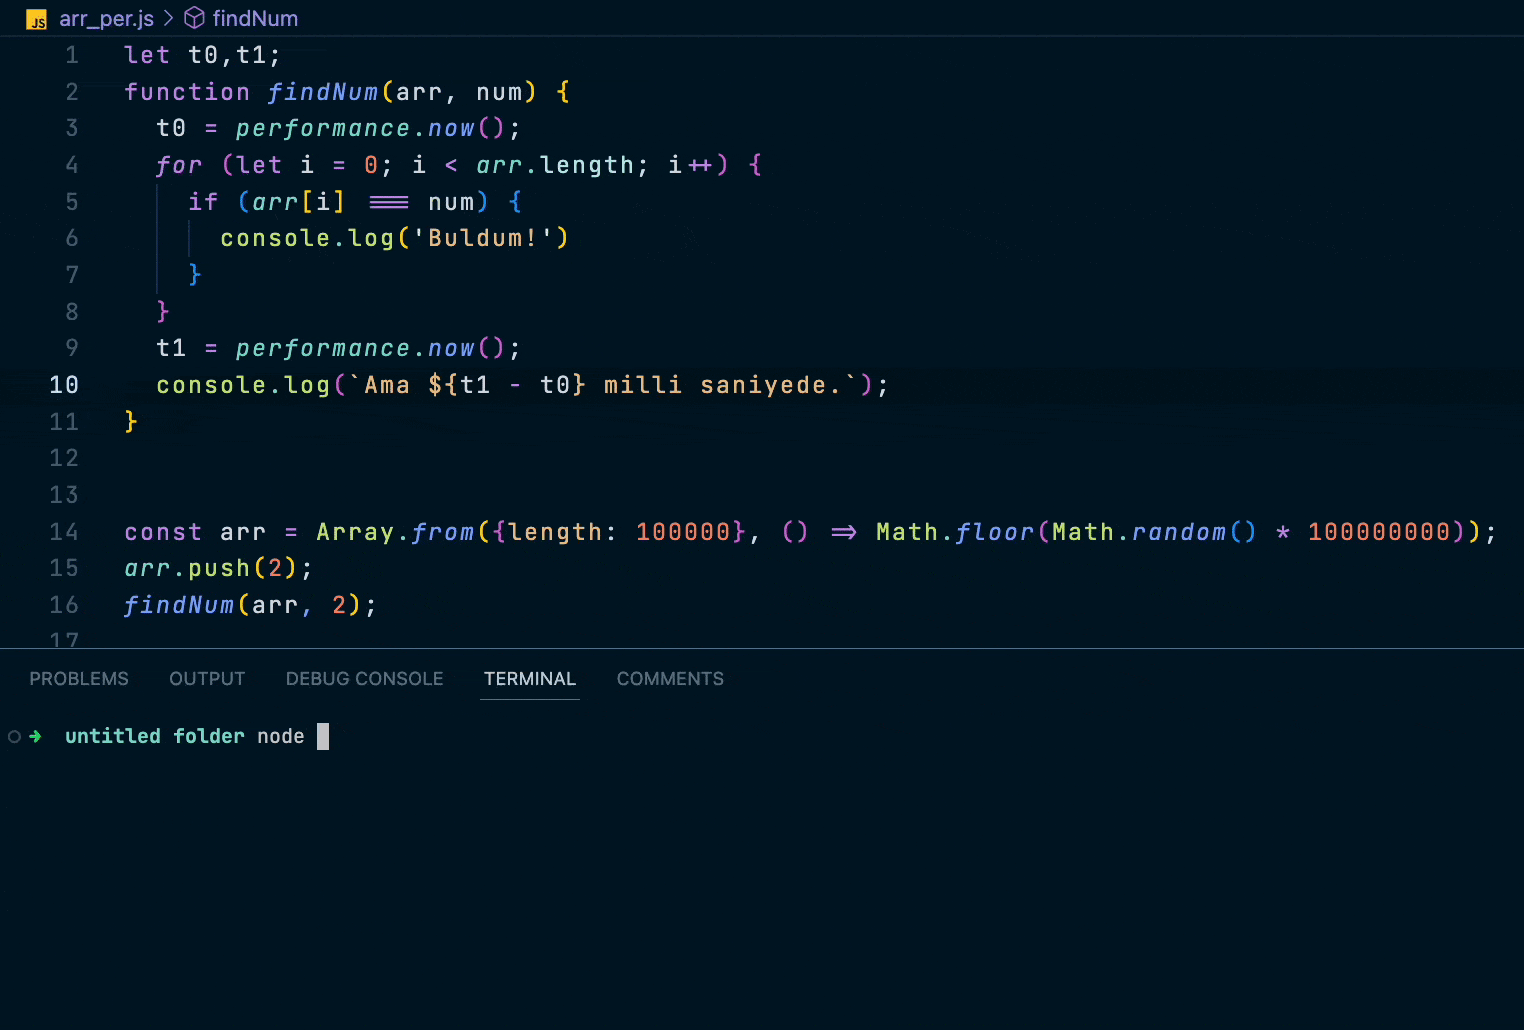 JS arr_per.js > findNum
1 let t0,t1;
2 function findNum(arr, num) {
3 t0 = performance.now();
4 for (let i = 0; i < arr.length; i++) {
5 if (arr[i] === num) {
6 console.log('Buldum!')
7 }
8 }
9 t1 = performance.now();
10 console.log(`Ama ${t1 - t0} milli saniyede.`);
11 }
12
13
14 const arr = Array.from({length: 100000}, () => Math.floor(Math.random() * 100000000));
15 arr.push(2);
16 findNum(arr, 2);
17
PROBLEMS OUTPUT DEBUG CONSOLE TERMINAL COMMENTS
➜ untitled folder node